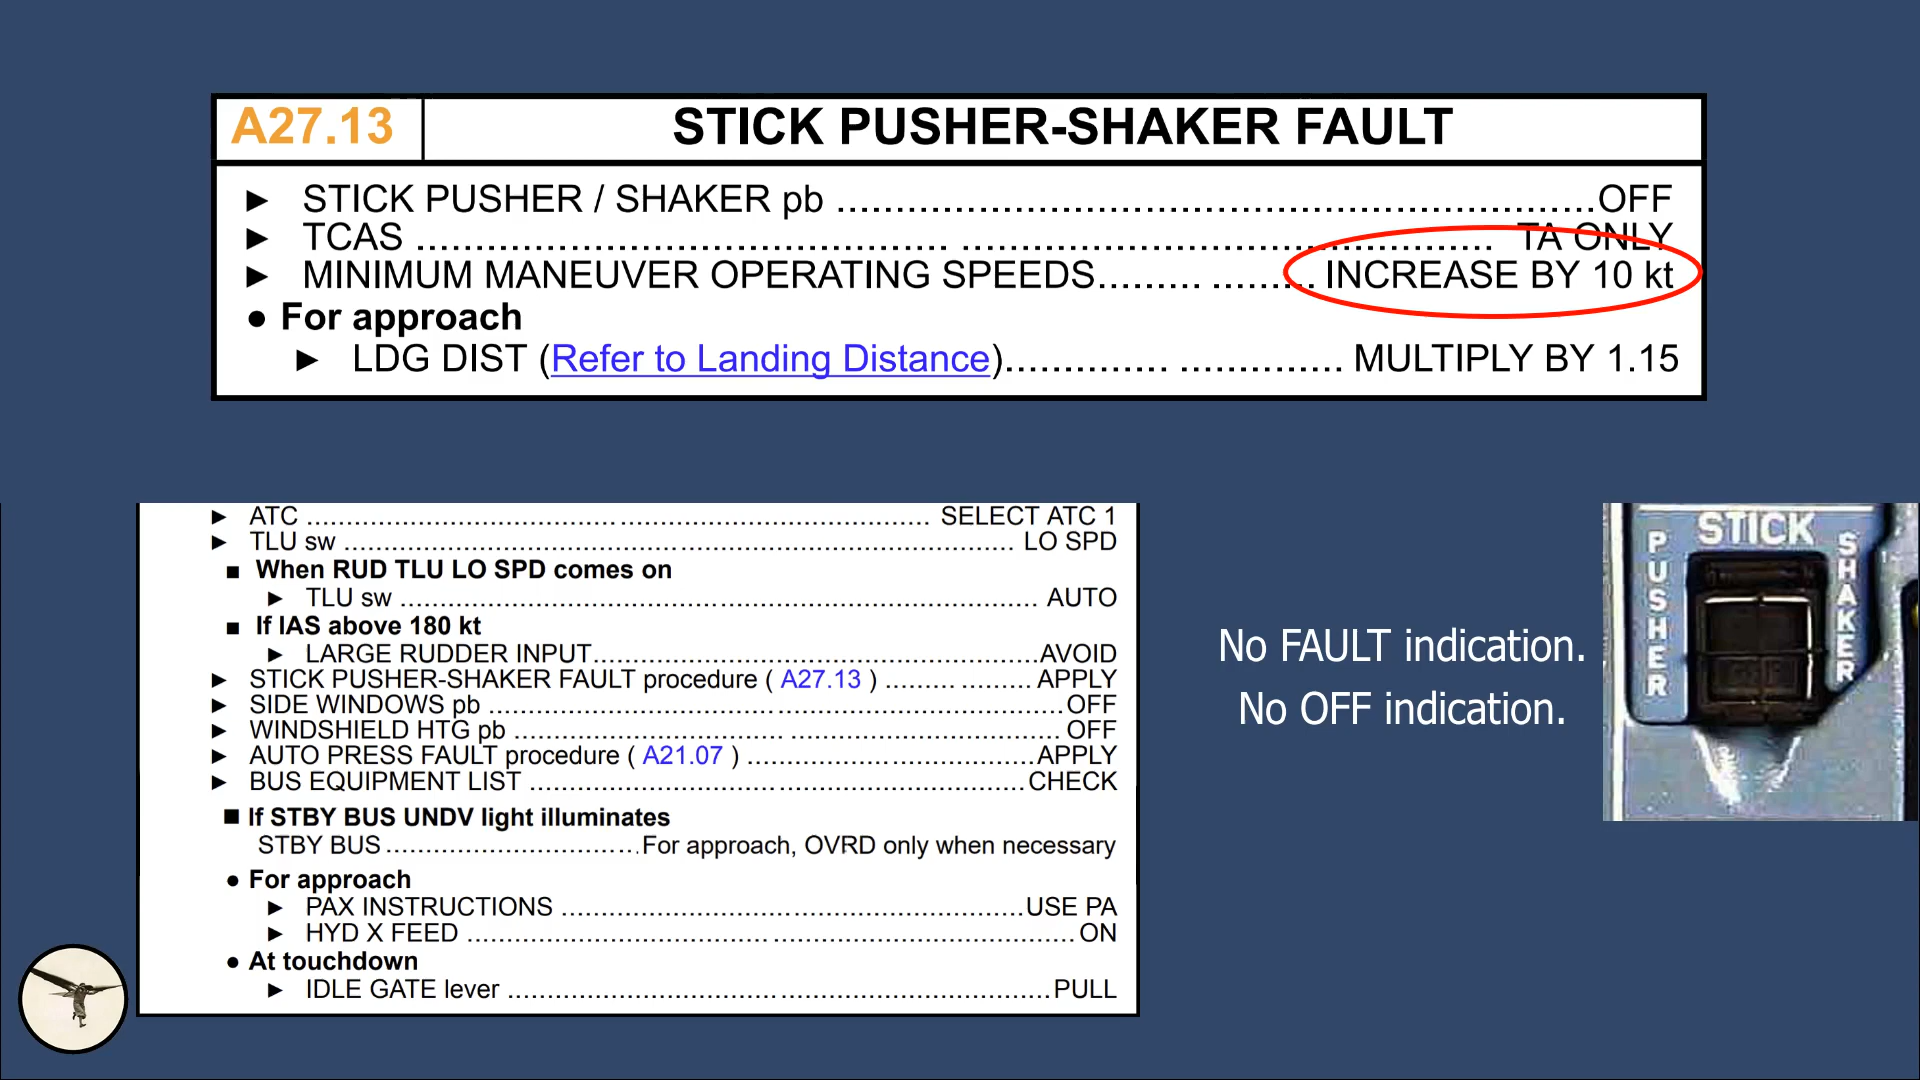 A27.13 STICK PUSHER-SHAKER FAULT
► STICK PUSHER / SHAKER pb ................................................................OFF
► TCAS ............................................. ............................................. TA ONLY
► MINIMUM MANEUVER OPERATING SPEEDS......... ......... INCREASE BY 10 kt
● For approach
► LDG DIST (Refer to Landing Distance).............. .............. MULTIPLY BY 1.15
► ATC ................................................................ SELECT ATC 1
► TLU sw ................................................................ LO SPD
■ When RUD TLU LO SPD comes on
► TLU sw ................................................................ AUTO
■ If IAS above 180 kt
► LARGE RUDDER INPUT................................................AVOID
► STICK PUSHER-SHAKER FAULT procedure ( A27.13 ) ......... ......... APPLY
► SIDE WINDOWS pb ................................................................OFF
► WINDSHIELD HTG pb ................................ ................................ OFF
► AUTO PRESS FAULT procedure ( A21.07 ) ................................APPLY
► BUS EQUIPMENT LIST ................................................CHECK
■ If STBY BUS UNDV light illuminates
STBY BUS ................................For approach, OVRD only when necessary
● For approach
► PAX INSTRUCTIONS ................................................USE PA
► HYD X FEED ................................................................ ON
● At touchdown
► IDLE GATE lever ................................................................PULL
No FAULT indication.
No OFF indication.
STICK
PUSHER
SHAKER